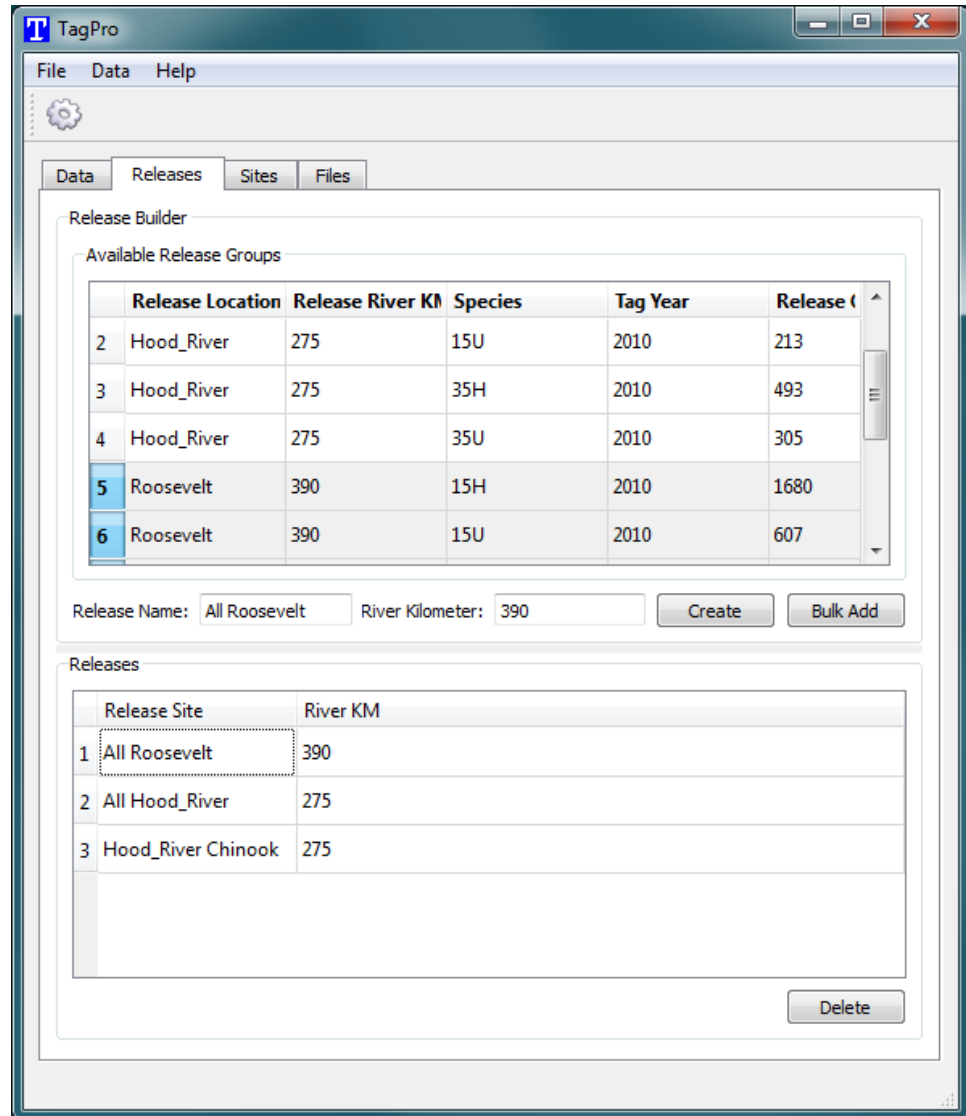 T TagPro
File Data Help
Data Releases Sites Files
Release Builder
Available Release Groups
Release Location Release River KM Species Tag Year Release
2 Hood_River 275 15U 2010 213
3 Hood_River 275 35H 2010 493
4 Hood_River 275 35U 2010 305
5 Roosevelt 390 15H 2010 1680
6 Roosevelt 390 15U 2010 607
Release Name: All Roosevelt River Kilometer: 390 Create Bulk Add
Releases
Release Site River KM
1 All Roosevelt 390
2 All Hood_River 275
3 Hood_River Chinook 275
Delete